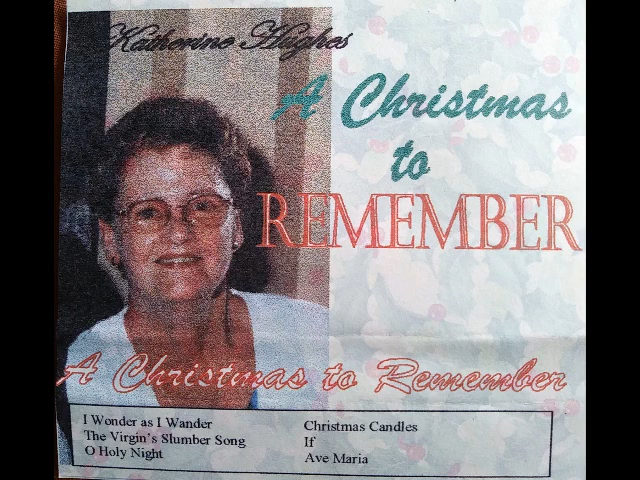 Katherine Hughes
A Christmas
to
REMEMBER
A Christmas to Remember
I Wonder as I Wander
The Virgin's Slumber Song
O Holy Night
Christmas Candles
If
Ave Maria